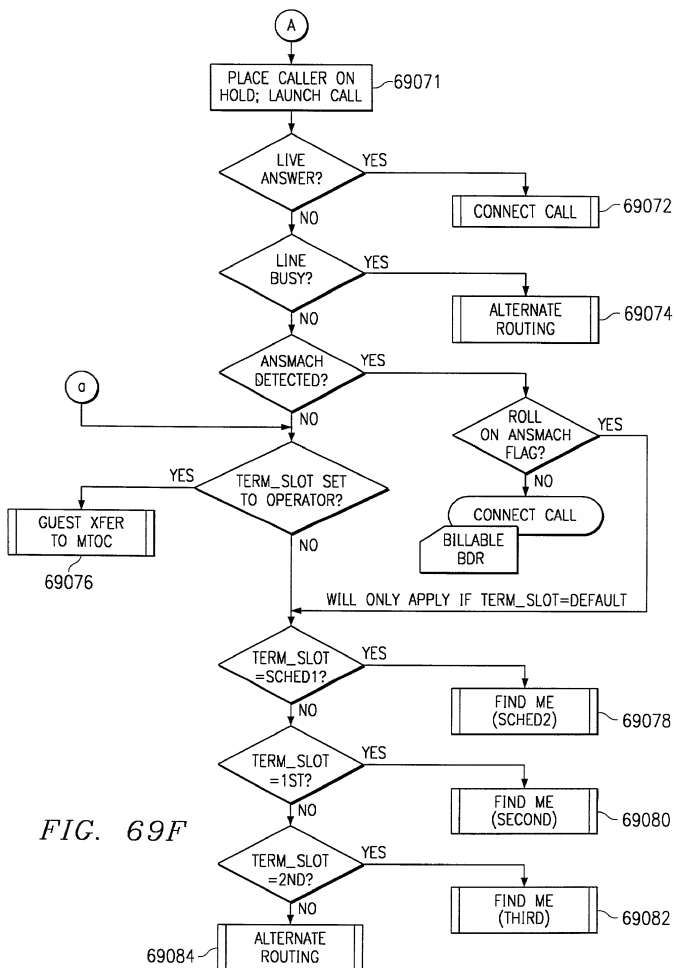 A
PLACE CALLER ON
HOLD; LAUNCH CALL
69071
LIVE
ANSWER?
YES
NO
CONNECT CALL
69072
LINE
BUSY?
YES
NO
ALTERNATE
ROUTING
69074
ANSMACH
DETECTED?
YES
NO
a
ROLL
ON ANSMACH
FLAG?
YES
NO
CONNECT CALL
BILLABLE
BDR
TERM_SLOT SET
TO OPERATOR?
YES
NO
GUEST XFER
TO MTOC
69076
WILL ONLY APPLY IF TERM_SLOT=DEFAULT
TERM_SLOT
=SCHED1?
YES
NO
FIND ME
(SCHED2)
69078
TERM_SLOT
=1ST?
YES
NO
FIND ME
(SECOND)
69080
FIG. 69F
TERM_SLOT
=2ND?
YES
NO
FIND ME
(THIRD)
69082
69084
ALTERNATE
ROUTING